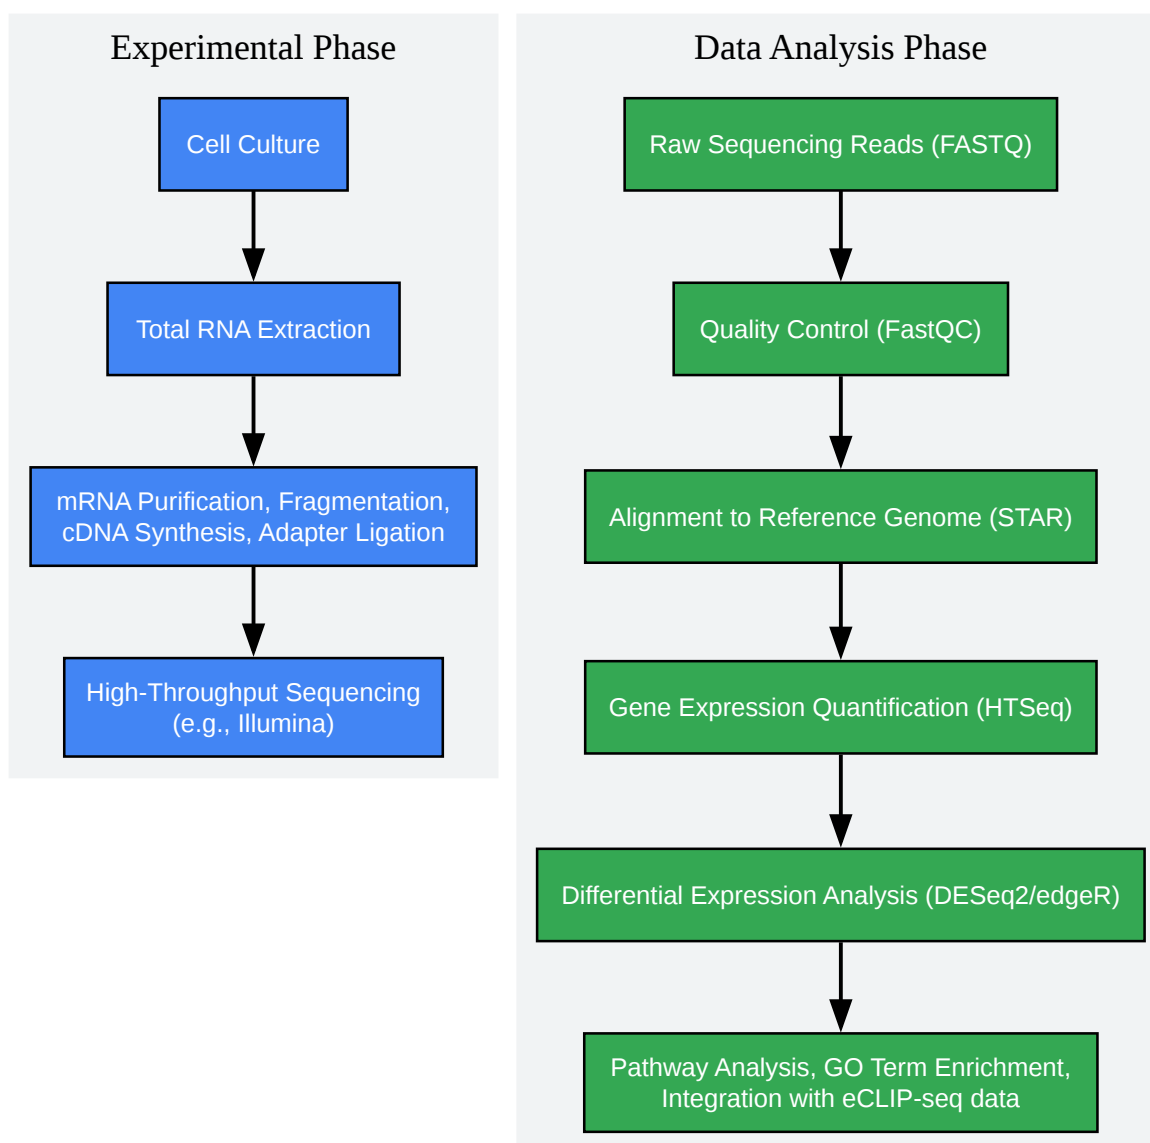 Experimental Phase
Cell Culture
Total RNA Extraction
mRNA Purification, Fragmentation,
cDNA Synthesis, Adapter Ligation
High-Throughput Sequencing
(e.g., Illumina)
Data Analysis Phase
Raw Sequencing Reads (FASTQ)
Quality Control (FastQC)
Alignment to Reference Genome (STAR)
Gene Expression Quantification (HTSeq)
Differential Expression Analysis (DESeq2/edgeR)
Pathway Analysis, GO Term Enrichment,
Integration with eCLIP-seq data